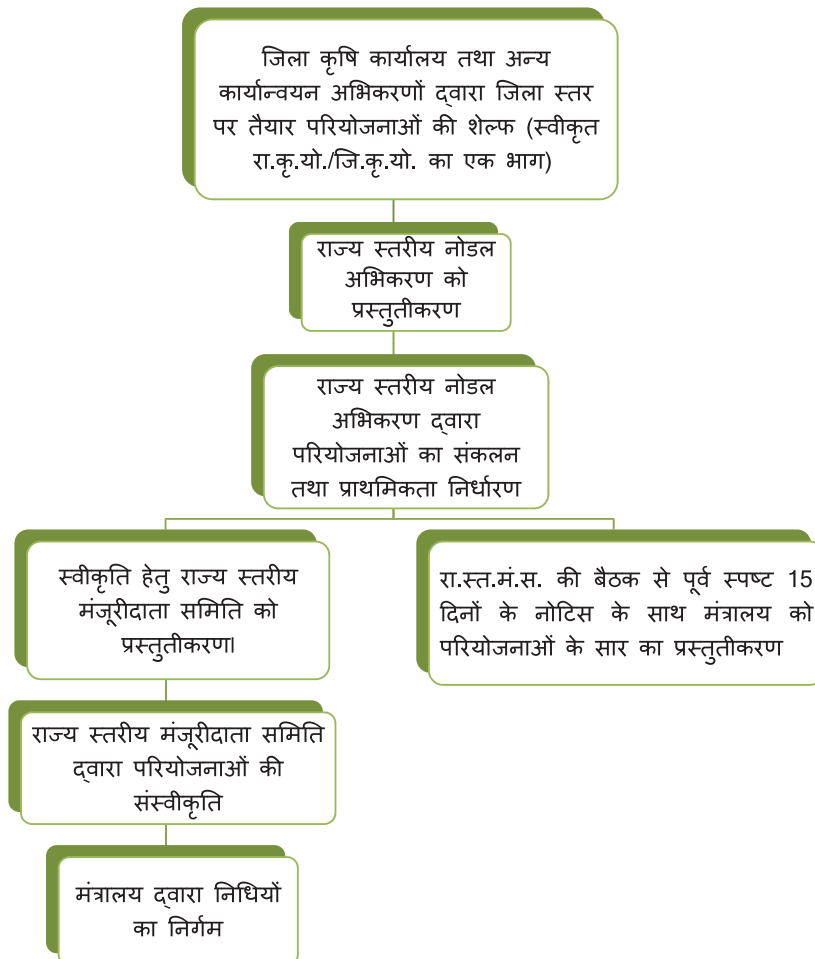 जिला कृषि कार्यालय तथा अन्य
कार्यान्वयन अभिकरणों द्वारा जिला स्तर
पर तैयार परियोजनाओं की शेल्फ (स्वीकृत
रा.कृ.यो./जि.कृ.यो. का एक भाग)
राज्य स्तरीय नोडल
अभिकरण को
प्रस्तुतीकरण
राज्य स्तरीय नोडल
अभिकरण द्वारा
परियोजनाओं का संकलन
तथा प्राथमिकता निर्धारण
स्वीकृति हेतु राज्य स्तरीय
मंजूरीदाता समिति को
प्रस्तुतीकरण।
रा.स्त.मं.स. की बैठक से पूर्व स्पष्ट 15
दिनों के नोटिस के साथ मंत्रालय को
परियोजनाओं के सार का प्रस्तुतीकरण
राज्य स्तरीय मंजूरीदाता समिति
द्वारा परियोजनाओं की
संस्वीकृति
मंत्रालय द्वारा निधियों
का निर्गम